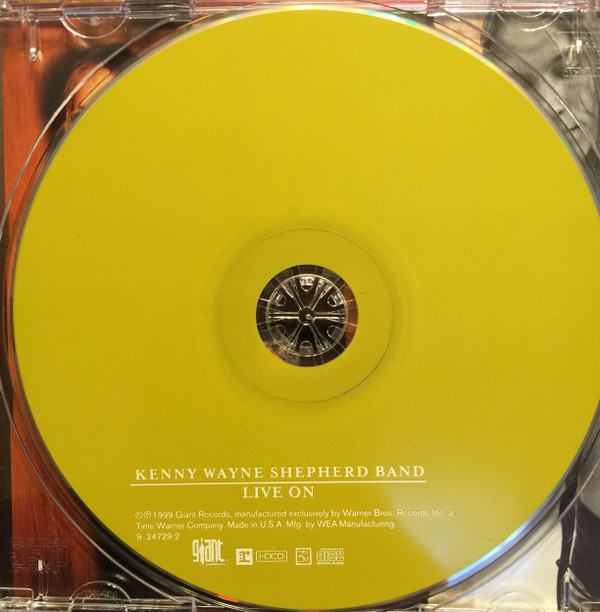 KENNY WAYNE SHEPHERD BAND
LIVE ON
©℗ 1999 Giant Records, manufactured exclusively by Warner Bros. Records Inc., a
Time Warner Company. Made in U.S.A. Mfg. by WEA Manufacturing.
9 24729-2
giant HDCD disc